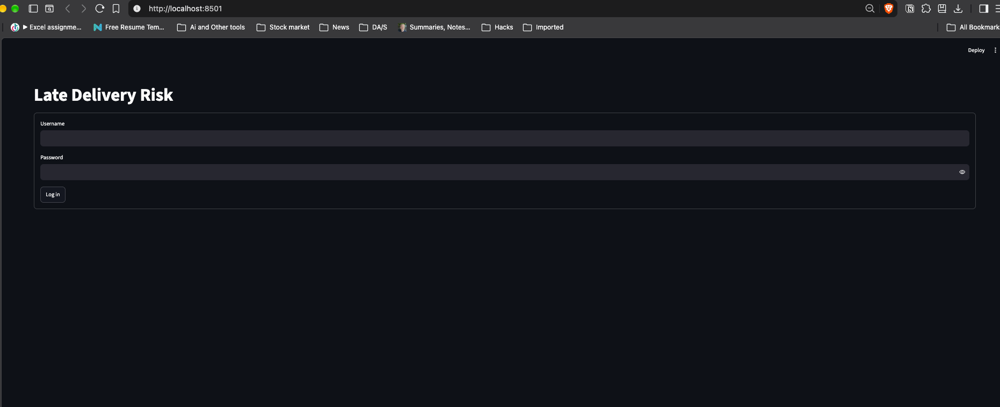 http://localhost:8501
Excel assignme...
Free Resume Tem...
Ai and Other tools
Stock market
News
DA/S
Summaries, Notes...
Hacks
Imported
All Bookmark
Deploy
Late Delivery Risk
Username
Password
Log in